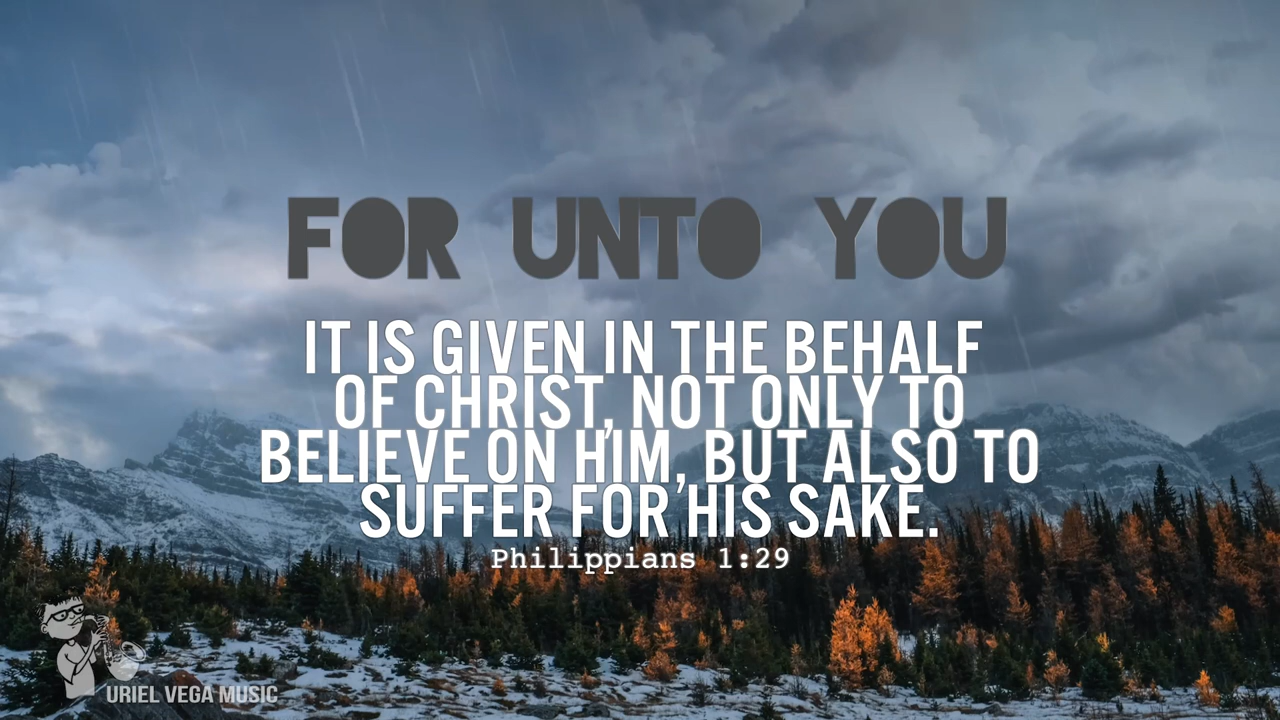 FOR UNTO YOU
IT IS GIVEN IN THE BEHALF
OF CHRIST, NOT ONLY TO
BELIEVE ON HIM, BUT ALSO TO
SUFFER FOR HIS SAKE.
Philippians 1:29
URIEL VEGA MUSIC